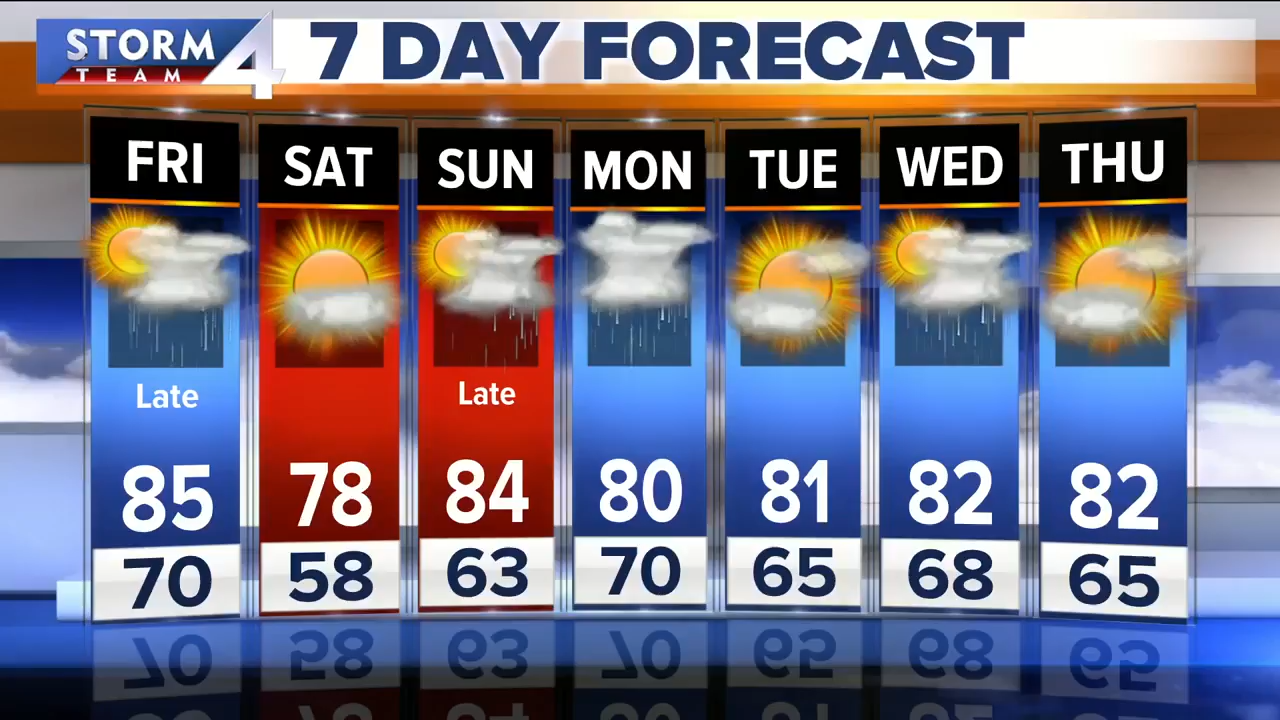 STORM
TEAM 4
7 DAY FORECAST
FRI SAT SUN MON TUE WED THU
Late Late
85 78 84 80 81 82 82
70 58 63 70 65 68 65